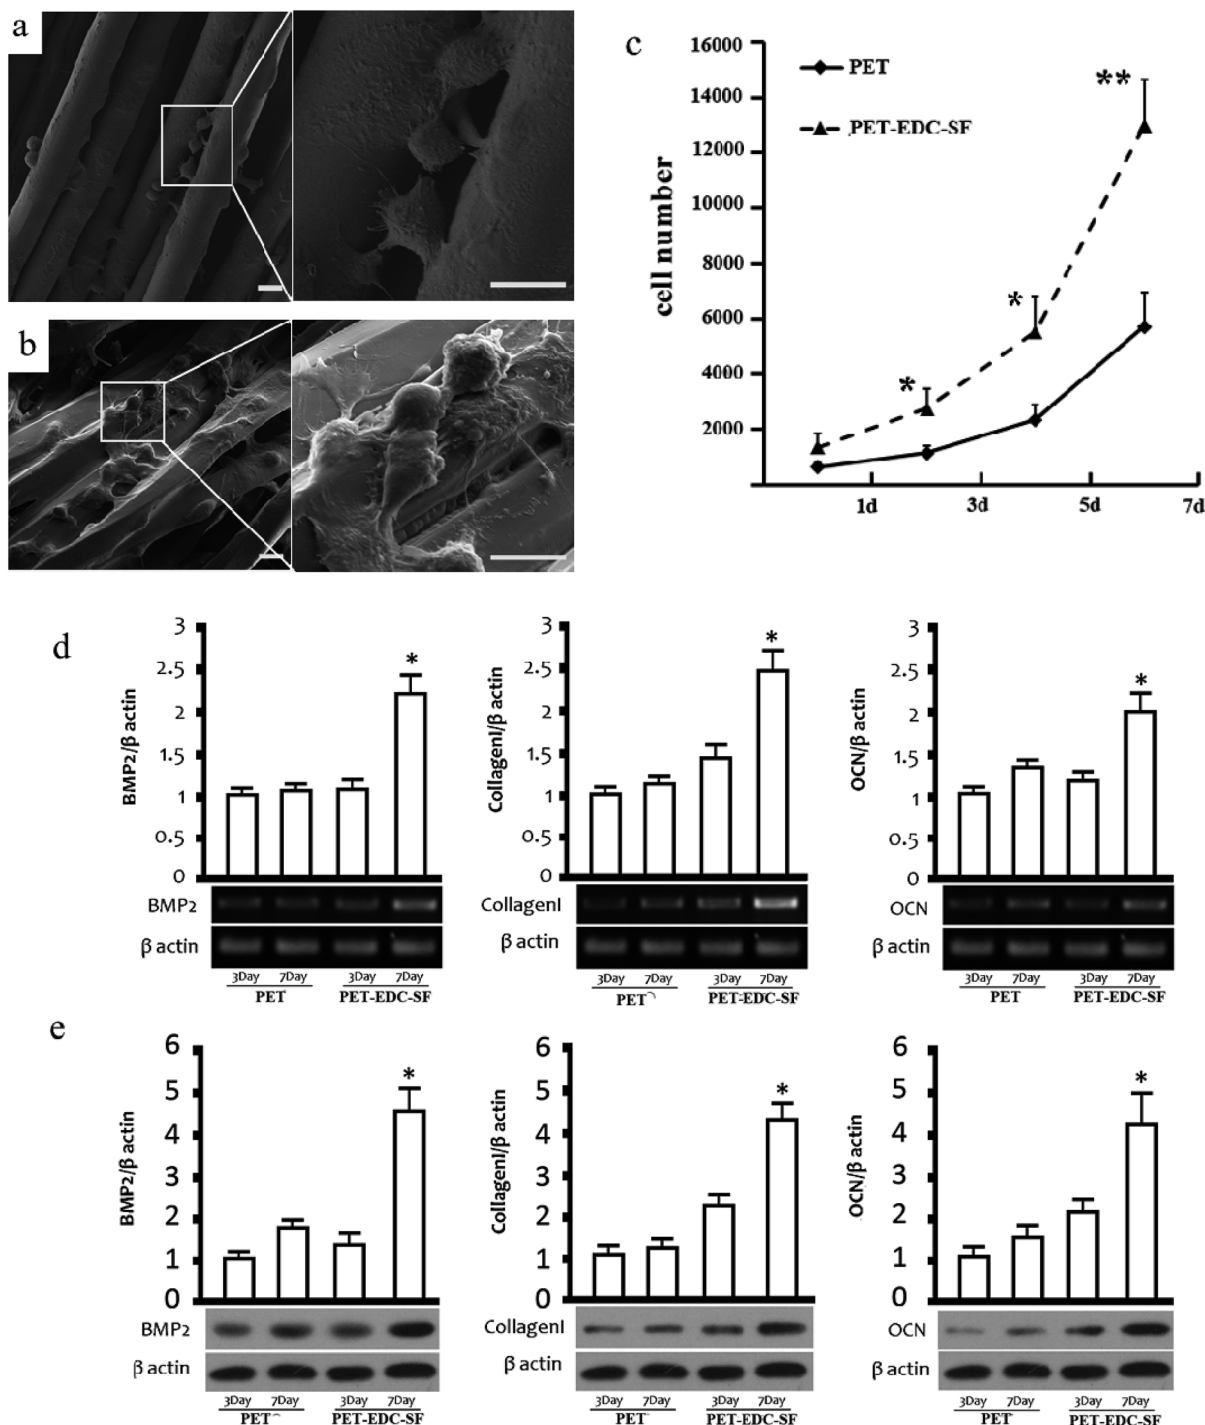 a
b
c
16000
14000
12000
10000
8000
6000
4000
2000
cell number
PET
PET-EDC-SF
*
*
**
1d 3d 5d 7d
d
3
2.5
2
1.5
1
0.5
0
BMP2/β actin
*
BMP2
β actin
3Day 7Day 3Day 7Day
PET PET-EDC-SF
3
2.5
2
1.5
1
0.5
0
CollagenI/β actin
*
CollagenI
β actin
3Day 7Day 3Day 7Day
PET PET-EDC-SF
3
2.5
2
1.5
1
0.5
0
OCN/β actin
*
OCN
β actin
3Day 7Day 3Day 7Day
PET PET-EDC-SF
e
6
5
4
3
2
1
0
BMP2/β actin
*
BMP2
β actin
3Day 7Day 3Day 7Day
PET PET-EDC-SF
6
5
4
3
2
1
0
CollagenI/β actin
*
CollagenI
β actin
3Day 7Day 3Day 7Day
PET PET-EDC-SF
6
5
4
3
2
1
0
OCN/β actin
*
OCN
β actin
3Day 7Day 3Day 7Day
PET PET-EDC-SF